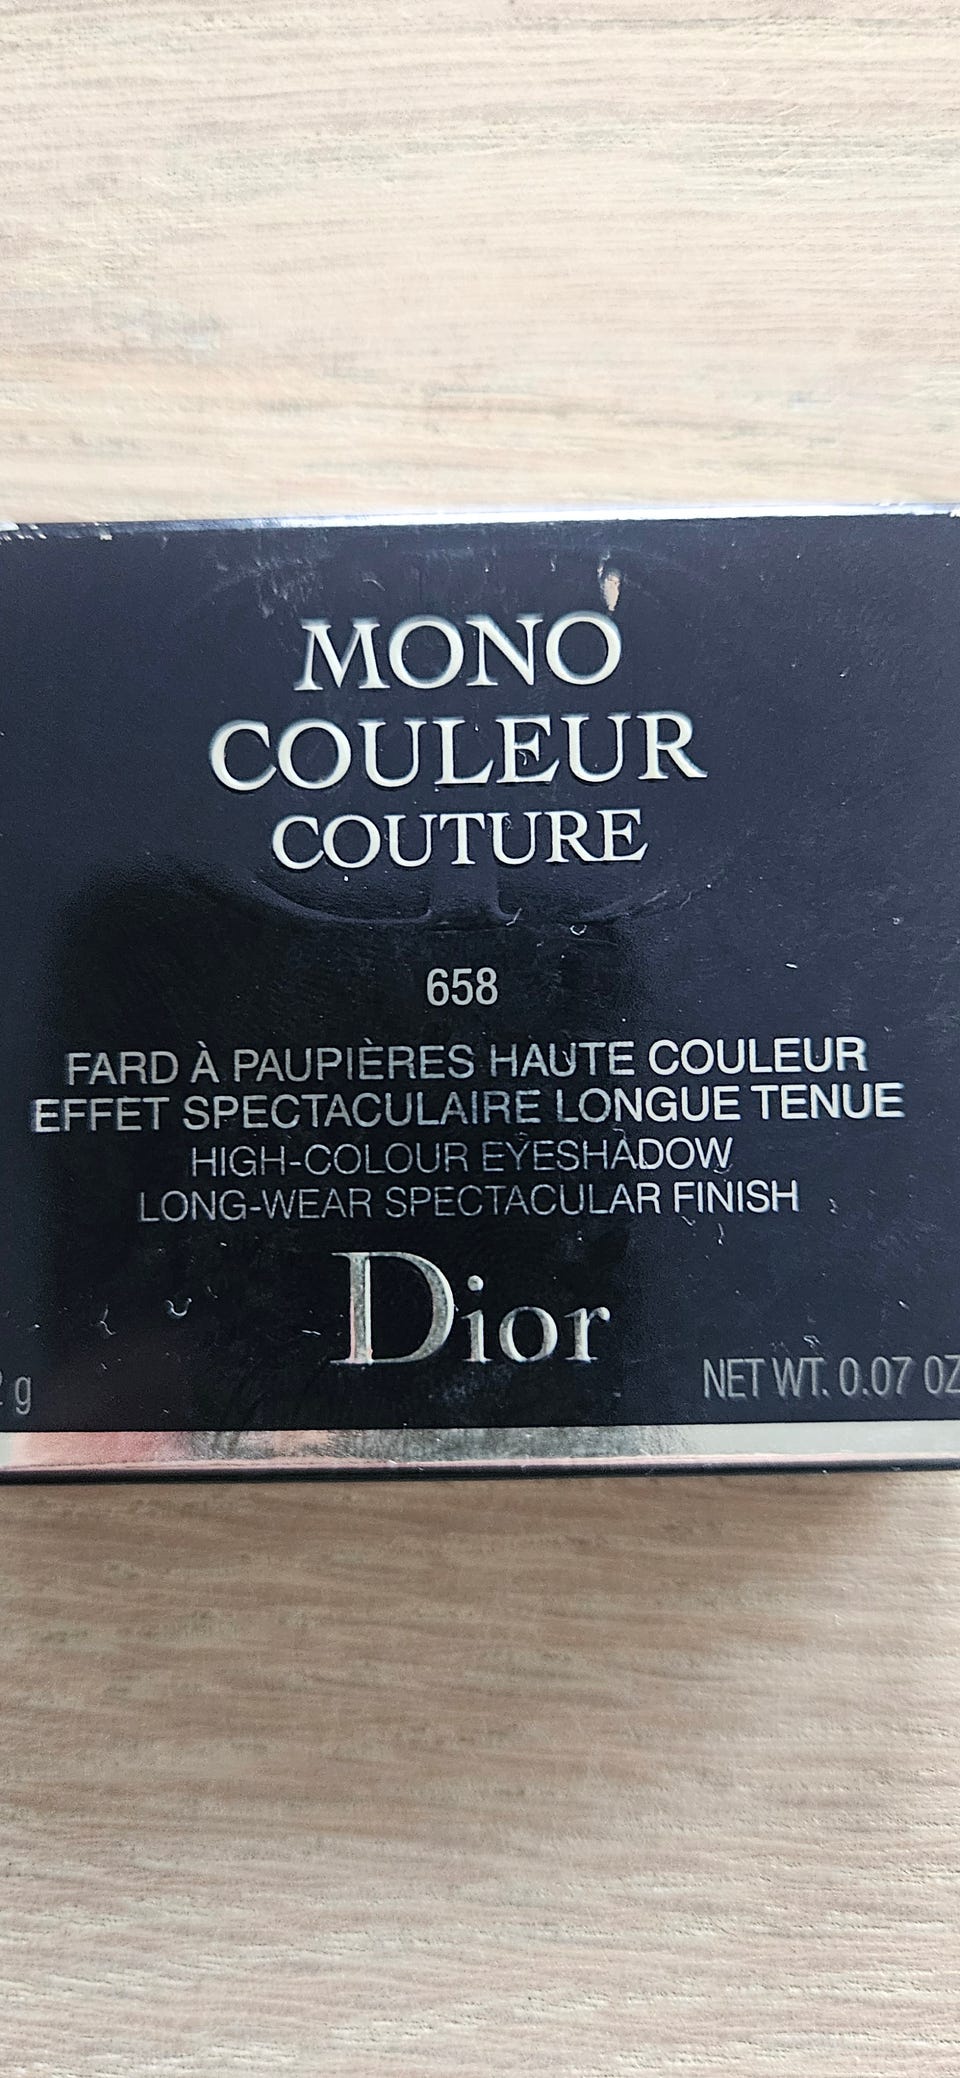 MONO
COULEUR
COUTURE
658
FARD À PAUPIÈRES HAUTE COULEUR
EFFET SPECTACULAIRE LONGUE TENUE
HIGH-COLOUR EYESHADOW
LONG-WEAR SPECTACULAR FINISH
Dior
g NET WT. 0.07 OZ